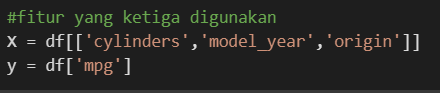 #fitur yang ketiga digunakan
X = df[['cylinders','model_year','origin']]
y = df['mpg']